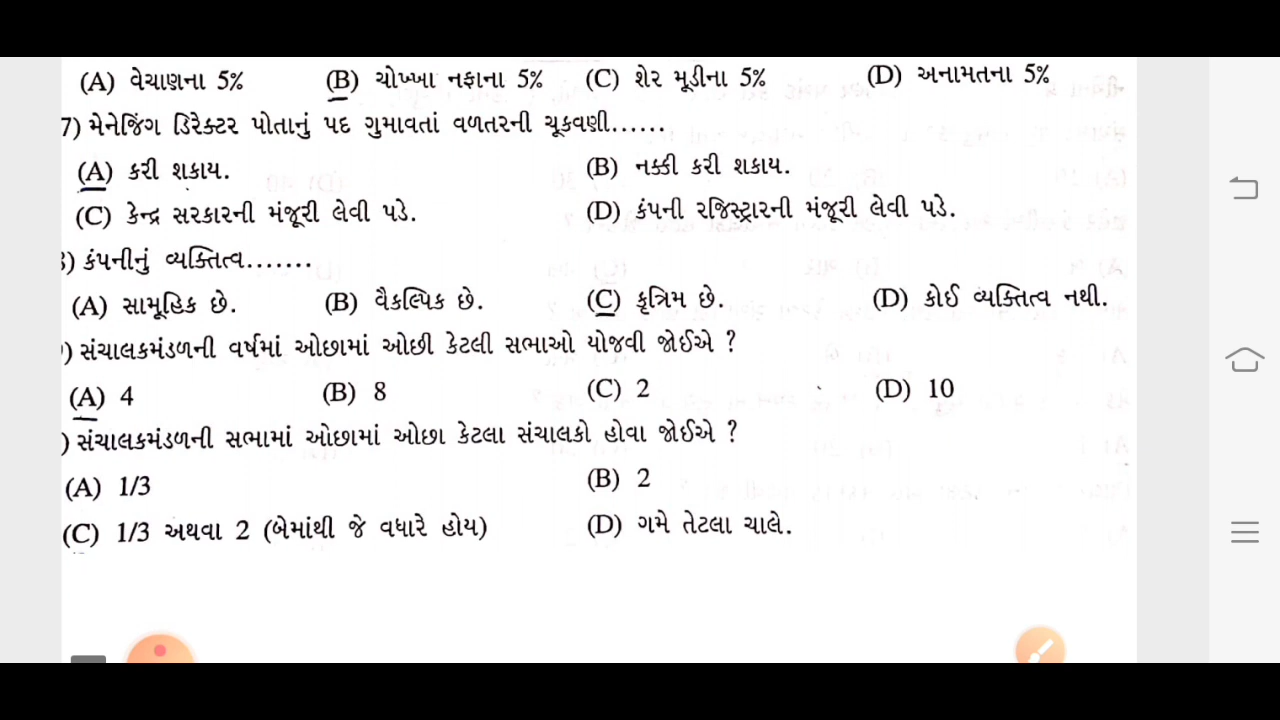 (A) વેચાણના 5% (B) ચોખ્ખા નફાના 5% (C) શેર મૂડીના 5% (D) અનામતના 5%
7) મેનેજિંગ ડિરેક્ટર પોતાનું પદ ગુમાવતાં વળતરની ચૂકવણી......
(A) કરી શકાય. (B) નક્કી કરી શકાય.
(C) કેન્દ્ર સરકારની મંજૂરી લેવી પડે. (D) કંપની રજિસ્ટ્રારની મંજૂરી લેવી પડે.
) કંપનીનું વ્યક્તિત્વ.......
(A) સામૂહિક છે. (B) વૈકલ્પિક છે. (C) કૃત્રિમ છે. (D) કોઈ વ્યક્તિત્વ નથી.
) સંચાલકમંડળની વર્ષમાં ઓછામાં ઓછી કેટલી સભાઓ યોજવી જોઈએ ?
(A) 4 (B) 8 (C) 2 (D) 10
) સંચાલકમંડળની સભામાં ઓછામાં ઓછા કેટલા સંચાલકો હોવા જોઈએ ?
(A) 1/3 (B) 2
(C) 1/3 અથવા 2 (બેમાંથી જે વધારે હોય) (D) ગમે તેટલા ચાલે.